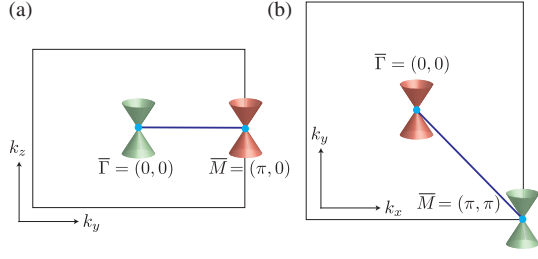 (a)
k_z
Γ̅ = (0, 0)
M̅ = (π, 0)
k_y
(b)
Γ̅ = (0, 0)
k_y
M̅ = (π, π)
k_x